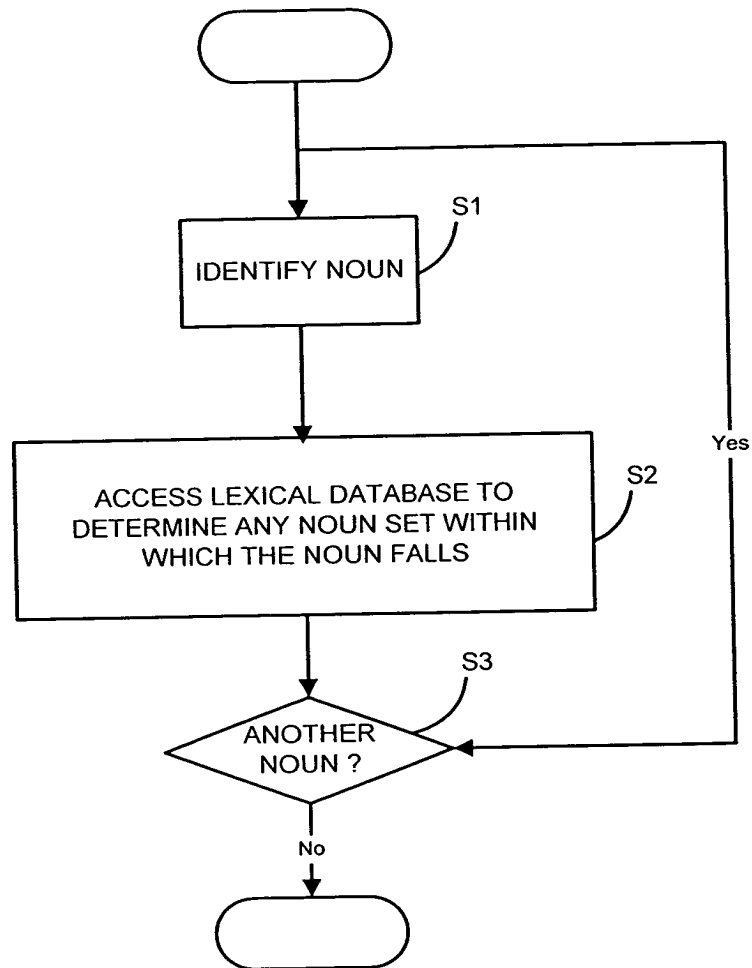 S1
IDENTIFY NOUN
Yes
S2
ACCESS LEXICAL DATABASE TO
DETERMINE ANY NOUN SET WITHIN
WHICH THE NOUN FALLS
S3
ANOTHER
NOUN ?
No